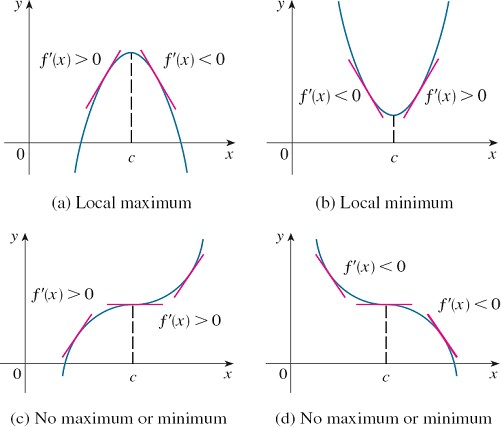 y
f′(x) > 0
f′(x) < 0
0
c
x
(a) Local maximum
y
f′(x) < 0
f′(x) > 0
0
c
x
(b) Local minimum
y
f′(x) > 0
f′(x) > 0
0
c
x
(c) No maximum or minimum
y
f′(x) < 0
f′(x) < 0
0
c
x
(d) No maximum or minimum